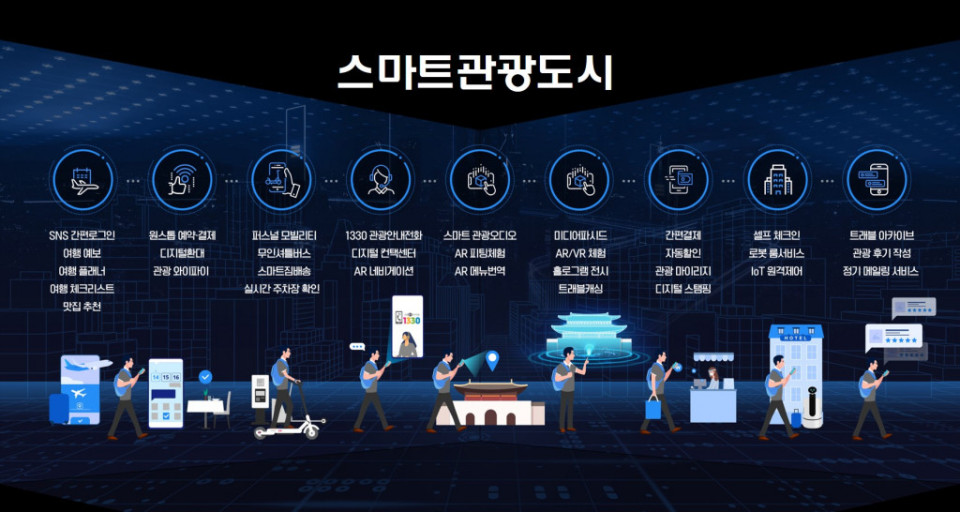 스마트관광도시
SNS 간편로그인
여행 예보
여행 플래너
여행 체크리스트
맛집 추천
원스톱 예약·결제
디지털환대
관광 와이파이
퍼스널 모빌리티
무인셔틀버스
스마트짐배송
실시간 주차장 확인
1330 관광안내전화
디지털 컨택센터
AR 네비게이션
스마트 관광오디오
AR 피팅체험
AR 메뉴번역
미디어파사드
AR/VR 체험
홀로그램 전시
트래블캐싱
간편결제
자동할인
관광 마일리지
디지털 스탬핑
셀프 체크인
로봇 룸서비스
IoT 원격제어
트래블 아카이브
관광 후기 작성
정기 메일링 서비스
14 15 16
1330
HOTEL